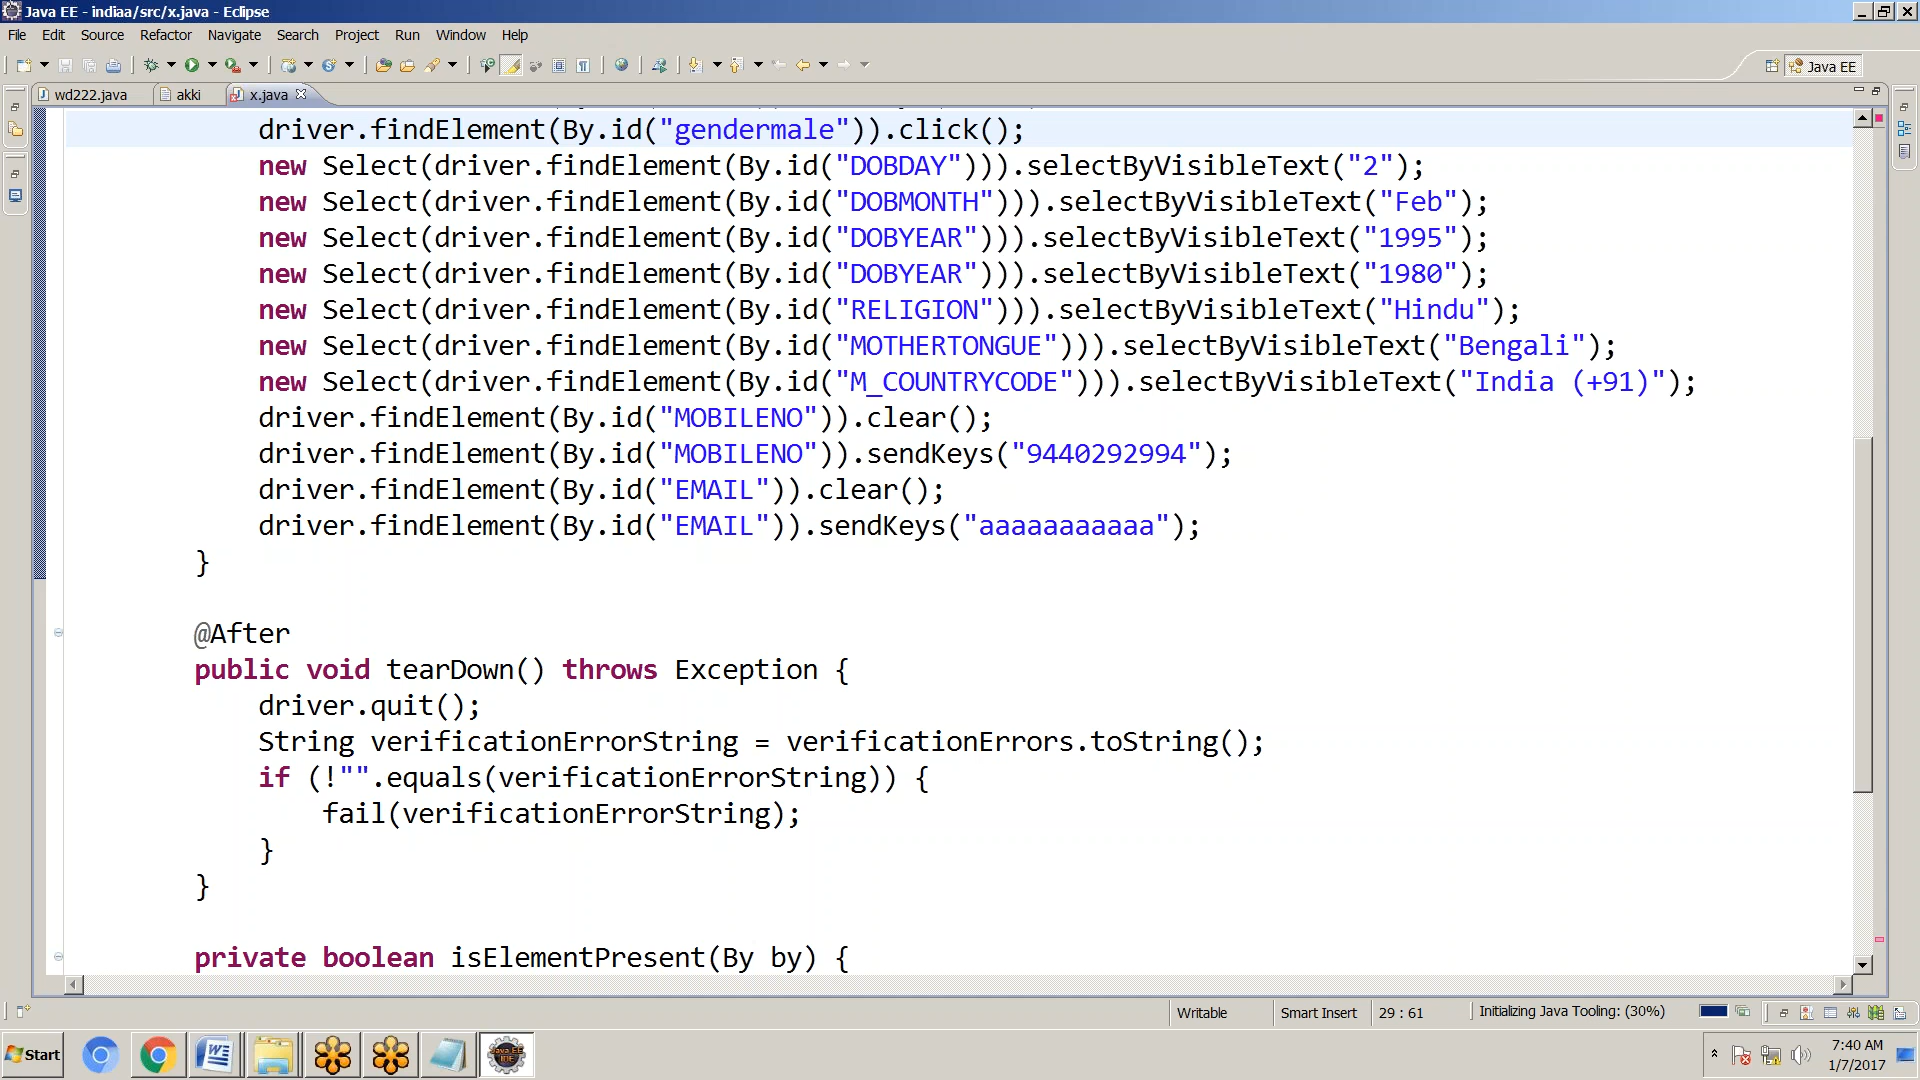 Java EE - indiaa/src/x.java - Eclipse
File Edit Source Refactor Navigate Search Project Run Window Help
Java EE
wd222.java akki x.java
driver.findElement(By.id("gendermale")).click();
new Select(driver.findElement(By.id("DOBDAY"))).selectByVisibleText("2");
new Select(driver.findElement(By.id("DOBMONTH"))).selectByVisibleText("Feb");
new Select(driver.findElement(By.id("DOBYEAR"))).selectByVisibleText("1995");
new Select(driver.findElement(By.id("DOBYEAR"))).selectByVisibleText("1980");
new Select(driver.findElement(By.id("RELIGION"))).selectByVisibleText("Hindu");
new Select(driver.findElement(By.id("MOTHERTONGUE"))).selectByVisibleText("Bengali");
new Select(driver.findElement(By.id("M_COUNTRYCODE"))).selectByVisibleText("India (+91)");
driver.findElement(By.id("MOBILENO")).clear();
driver.findElement(By.id("MOBILENO")).sendKeys("9440292994");
driver.findElement(By.id("EMAIL")).clear();
driver.findElement(By.id("EMAIL")).sendKeys("aaaaaaaaaaa");
}
@After
public void tearDown() throws Exception {
driver.quit();
String verificationErrorString = verificationErrors.toString();
if (!"".equals(verificationErrorString)) {
fail(verificationErrorString);
}
}
private boolean isElementPresent(By by) {
Writable Smart Insert 29 : 61 Initializing Java Tooling: (30%)
Start 7:40 AM
1/7/2017